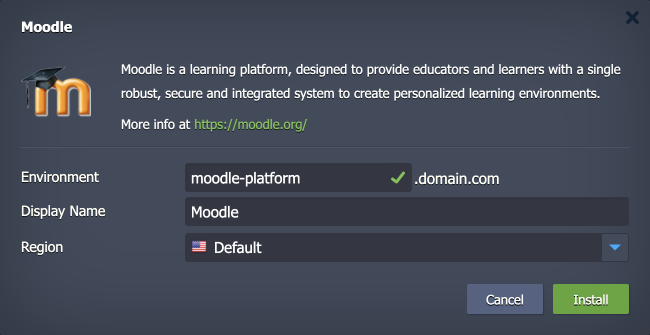 Moodle
Moodle is a learning platform, designed to provide educators and learners with a single
robust, secure and integrated system to create personalized learning environments.
More info at https://moodle.org/
Environment moodle-platform .domain.com
Display Name Moodle
Region Default
Cancel Install